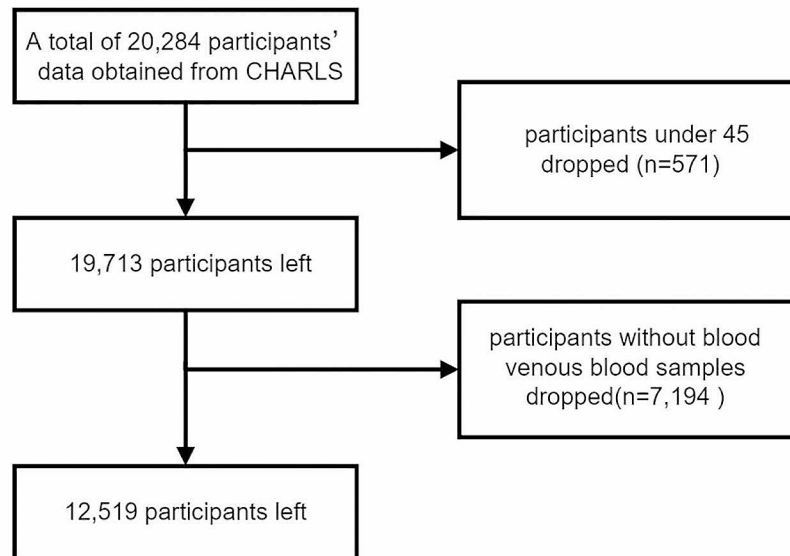 A total of 20,284 participants’
data obtained from CHARLS
participants under 45
dropped (n=571)
19,713 participants left
participants without blood
venous blood samples
dropped(n=7,194 )
12,519 participants left